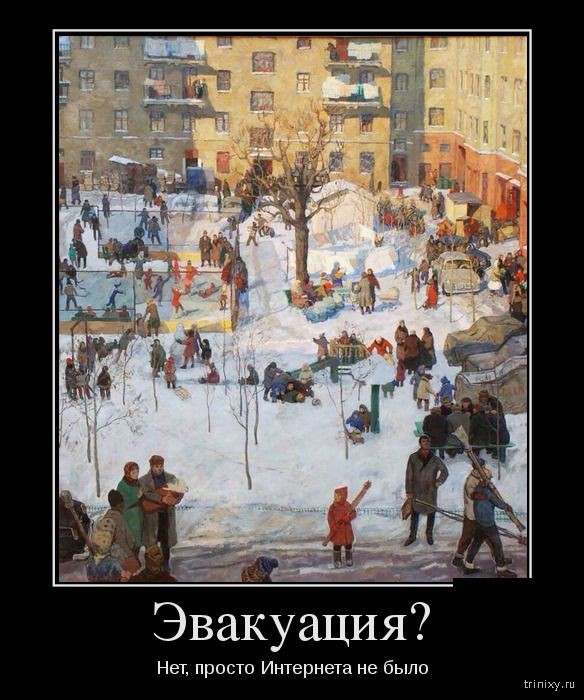 Эвакуация?
Нет, просто Интернета не было
trinixy.ru